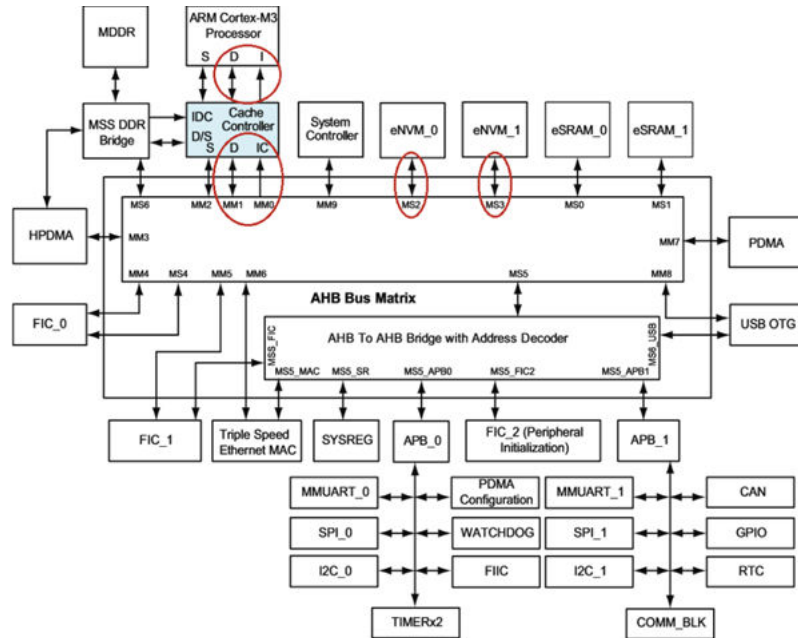 MDDR
ARM Cortex-M3
Processor
S D I
MSS DDR
Bridge
IDC Cache
D/S Controller
S D IC
System
Controller
eNVM_0
eNVM_1
eSRAM_0
eSRAM_1
MS6 MM2 MM1 MM0 MM9 MS2 MS3 MS0 MS1
HPDMA
MM3
MM7
PDMA
MM4 MS4 MM5 MM6 MS5 MM8
FIC_0
AHB Bus Matrix
USB OTG
MSS_FIC
AHB To AHB Bridge with Address Decoder
MS6_USB
MS5_MAC MS5_SR MS5_APB0 MS5_FIC2 MS5_APB1
FIC_1
Triple Speed
Ethernet MAC
SYSREG
APB_0
FIC_2 (Peripheral
Initialization)
APB_1
MMUART_0
PDMA
Configuration
MMUART_1
CAN
SPI_0
WATCHDOG
SPI_1
GPIO
I2C_0
FIIC
I2C_1
RTC
TIMERx2
COMM_BLK